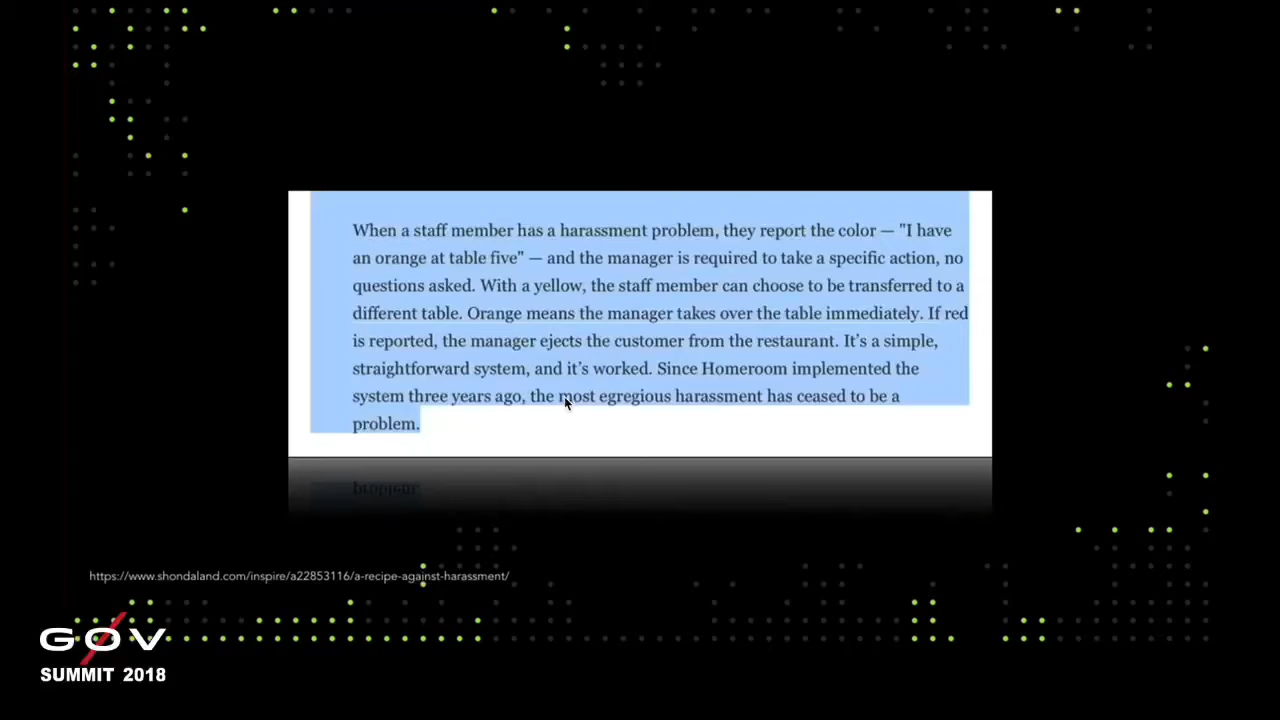 When a staff member has a harassment problem, they report the color — "I have
an orange at table five" — and the manager is required to take a specific action, no
questions asked. With a yellow, the staff member can choose to be transferred to a
different table. Orange means the manager takes over the table immediately. If red
is reported, the manager ejects the customer from the restaurant. It’s a simple,
straightforward system, and it’s worked. Since Homeroom implemented the
system three years ago, the most egregious harassment has ceased to be a
problem.
https://www.shondaland.com/inspire/a22853116/a-recipe-against-harassment/
GOV
SUMMIT 2018